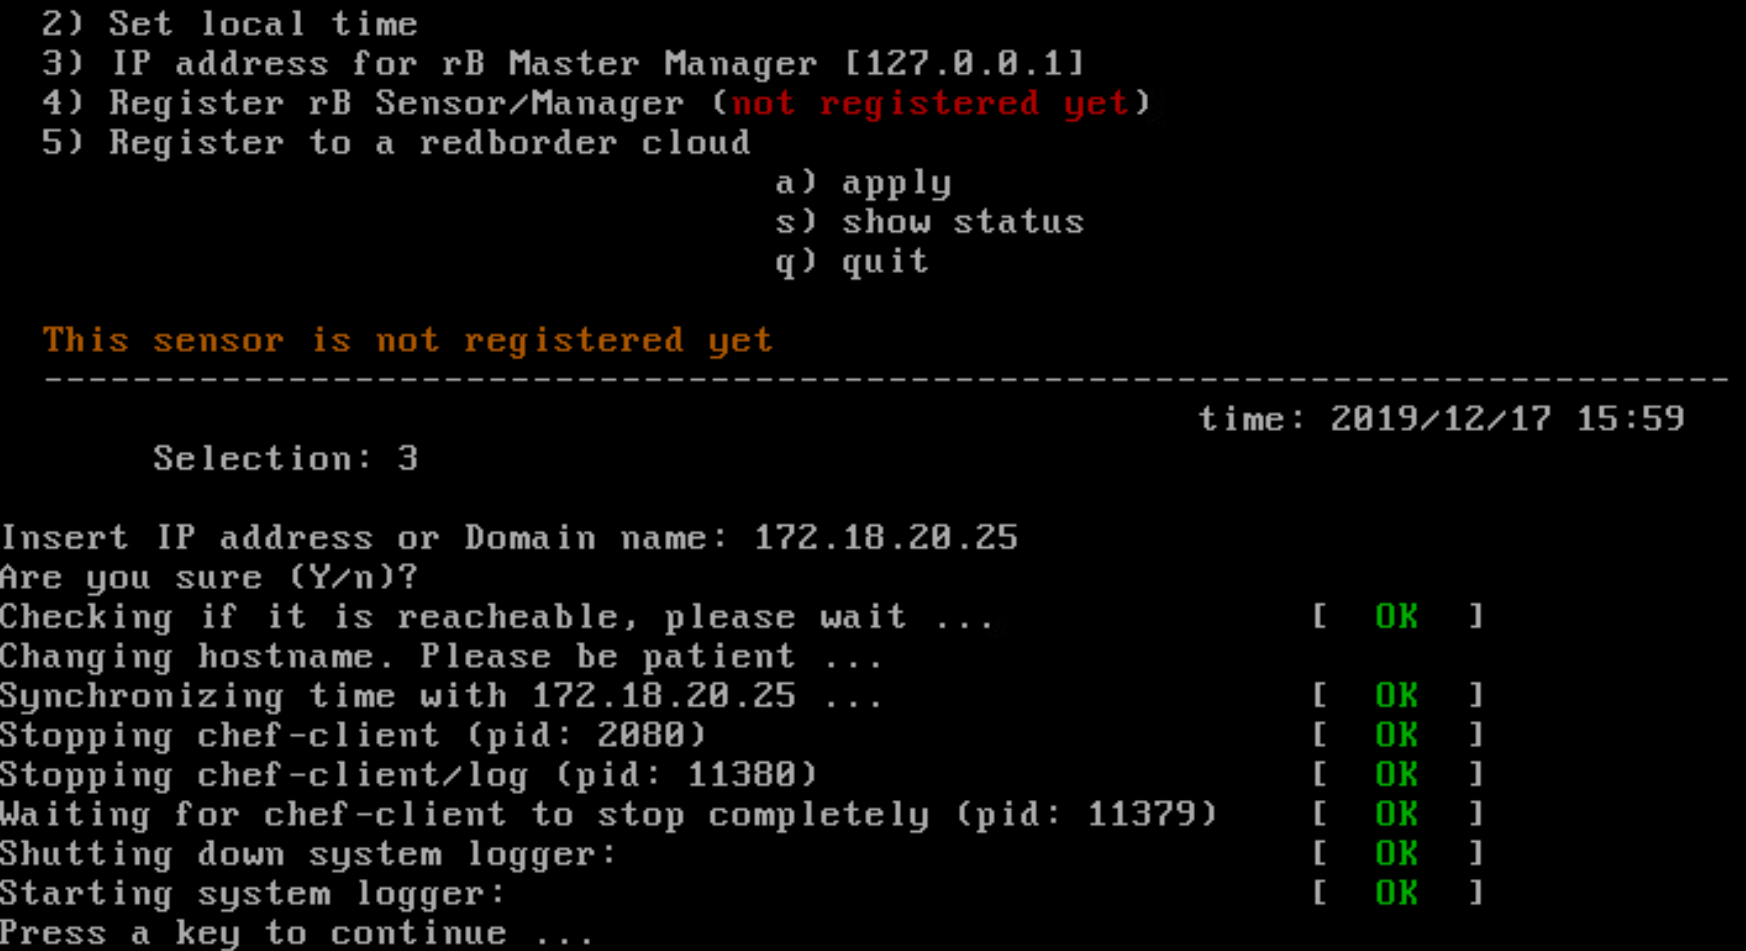 2) Set local time
3) IP address for rB Master Manager [127.0.0.1]
4) Register rB Sensor/Manager (not registered yet)
5) Register to a redborder cloud
a) apply
s) show status
q) quit
This sensor is not registered yet
------------------------------------------------------------------------------
time: 2019/12/17 15:59
Selection: 3
Insert IP address or Domain name: 172.18.20.25
Are you sure (Y/n)?
Checking if it is reacheable, please wait ... [ OK ]
Changing hostname. Please be patient ...
Synchronizing time with 172.18.20.25 ... [ OK ]
Stopping chef-client (pid: 2080) [ OK ]
Stopping chef-client/log (pid: 11380) [ OK ]
Waiting for chef-client to stop completely (pid: 11379) [ OK ]
Shutting down system logger: [ OK ]
Starting system logger: [ OK ]
Press a key to continue ...